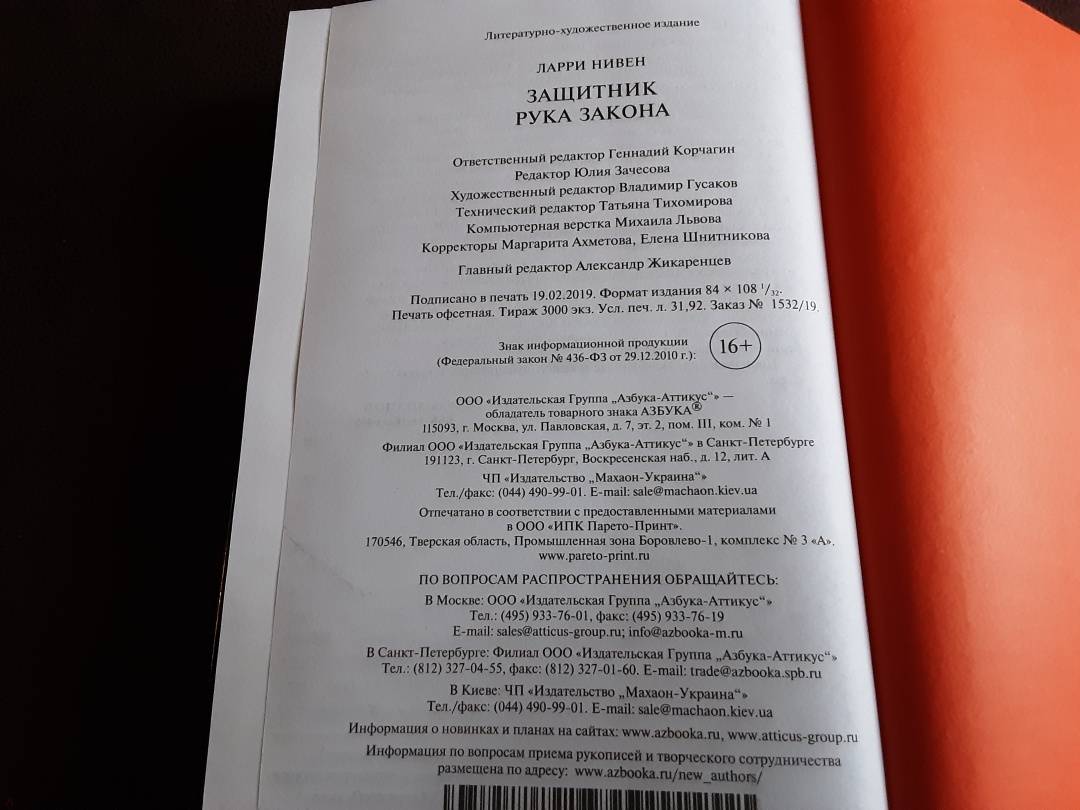 Литературно-художественное издание
ЛАРРИ НИВЕН
ЗАЩИТНИК
РУКА ЗАКОНА
Ответственный редактор Геннадий Корчагин
Редактор Юлия Зачесова
Художественный редактор Владимир Гусаков
Технический редактор Татьяна Тихомирова
Компьютерная верстка Михаила Львова
Корректоры Маргарита Ахметова, Елена Шнитникова
Главный редактор Александр Жикаренцев
Подписано в печать 19.02.2019. Формат издания 84 × 108 1/32.
Печать офсетная. Тираж 3000 экз. Усл. печ. л. 31,92. Заказ № 1532/19.
Знак информационной продукции
(Федеральный закон № 436-ФЗ от 29.12.2010 г.):
16+
ООО «Издательская Группа „Азбука-Аттикус“» —
обладатель товарного знака АЗБУКА®
115093, г. Москва, ул. Павловская, д. 7, эт. 2, пом. III, ком. № 1
Филиал ООО «Издательская Группа „Азбука-Аттикус“» в Санкт-Петербурге
191123, г. Санкт-Петербург, Воскресенская наб., д. 12, лит. А
ЧП «Издательство „Махаон-Украина“»
Тел./факс: (044) 490-99-01. E-mail: sale@machaon.kiev.ua
Отпечатано в соответствии с предоставленными материалами
в ООО «ИПК Парето-Принт».
170546, Тверская область, Промышленная зона Боровлево-1, комплекс № 3 «А».
www.pareto-print.ru
ПО ВОПРОСАМ РАСПРОСТРАНЕНИЯ ОБРАЩАЙТЕСЬ:
В Москве: ООО «Издательская Группа „Азбука-Аттикус“»
Тел.: (495) 933-76-01, факс: (495) 933-76-19
E-mail: sales@atticus-group.ru; info@azbooka-m.ru
В Санкт-Петербурге: Филиал ООО «Издательская Группа „Азбука-Аттикус“»
Тел.: (812) 327-04-55, факс: (812) 327-01-60. E-mail: trade@azbooka.spb.ru
В Киеве: ЧП «Издательство „Махаон-Украина“»
Тел./факс: (044) 490-99-01. E-mail: sale@machaon.kiev.ua
Информация о новинках и планах на сайтах: www.azbooka.ru, www.atticus-group.ru
Информация по вопросам приема рукописей и творческого сотрудничества
размещена по адресу: www.azbooka.ru/new_authors/